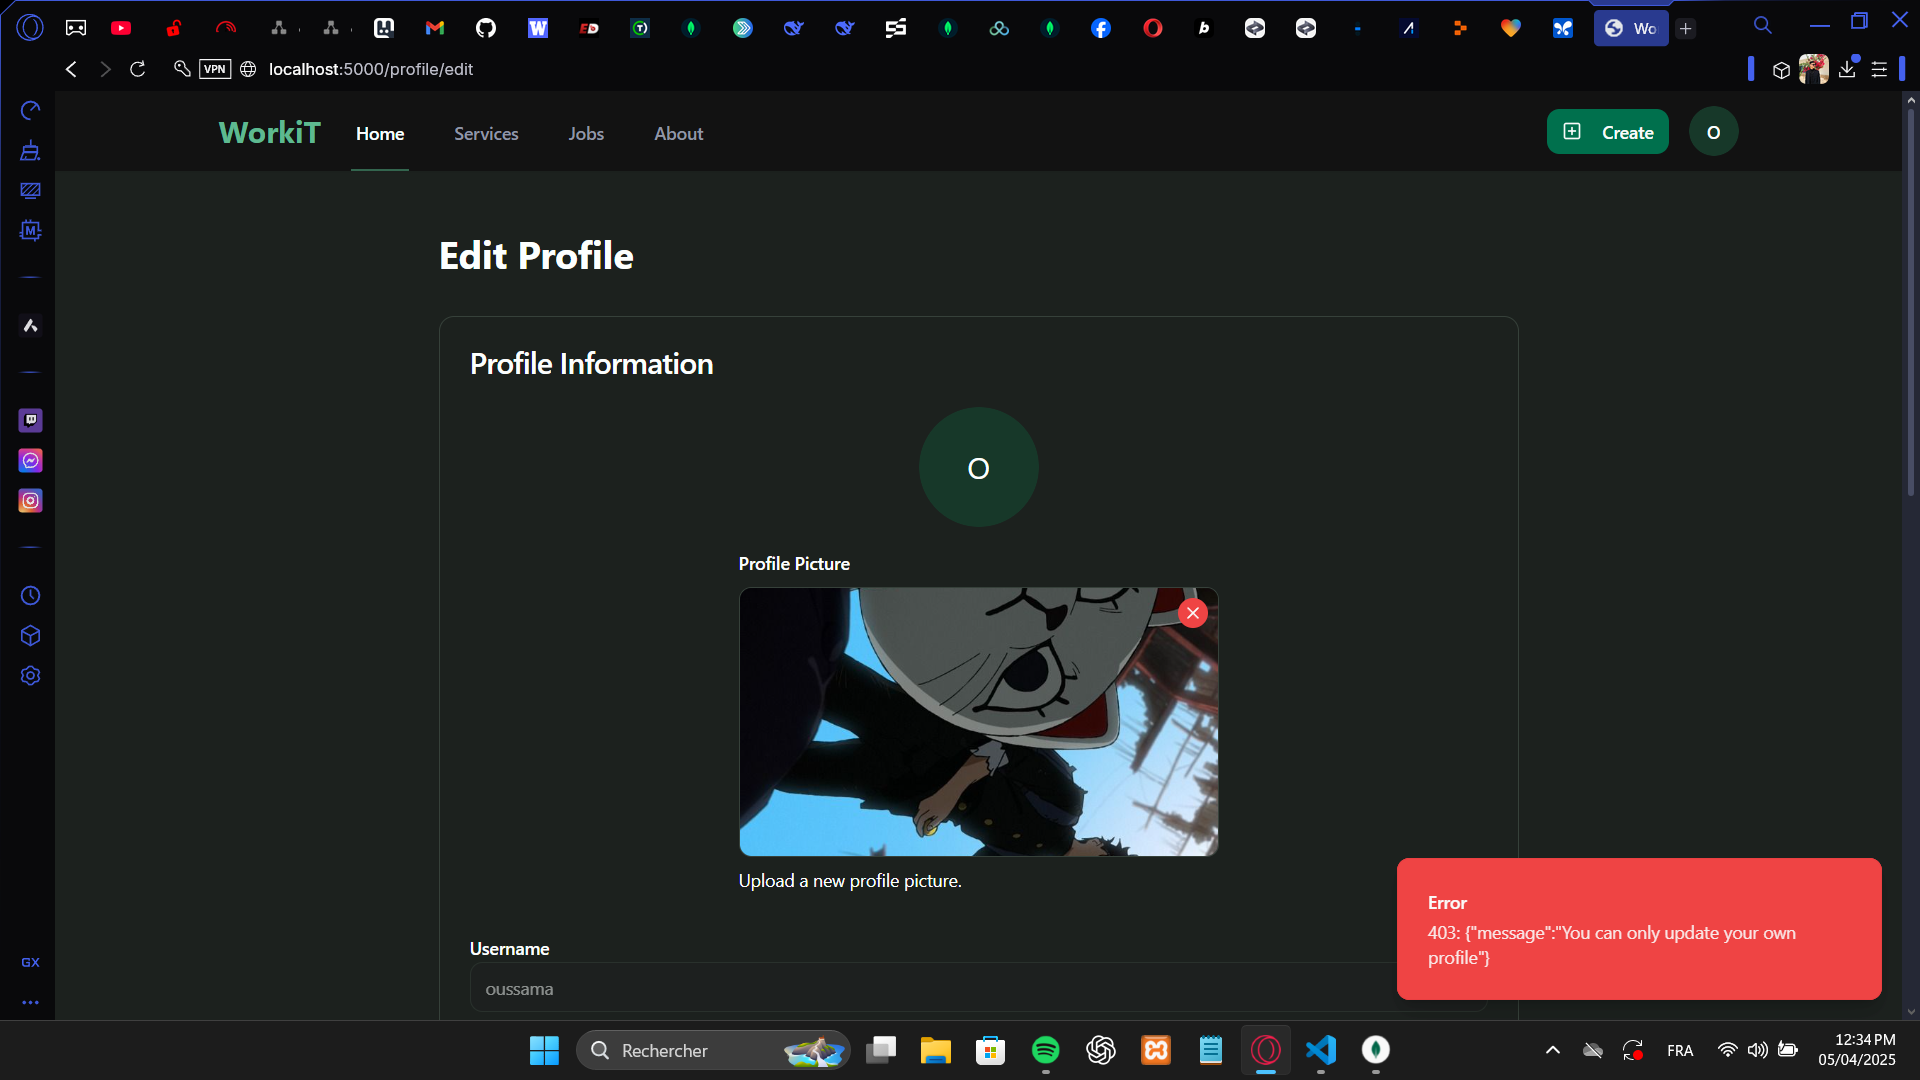 Wo
VPN
localhost:5000/profile/edit
WorkiT
Home
Services
Jobs
About
Create
O
Edit Profile
Profile Information
O
Profile Picture
Upload a new profile picture.
Username
oussama
Error
403: {"message":"You can only update your own
profile"}
GX
Rechercher
FRA
12:34 PM
05/04/2025